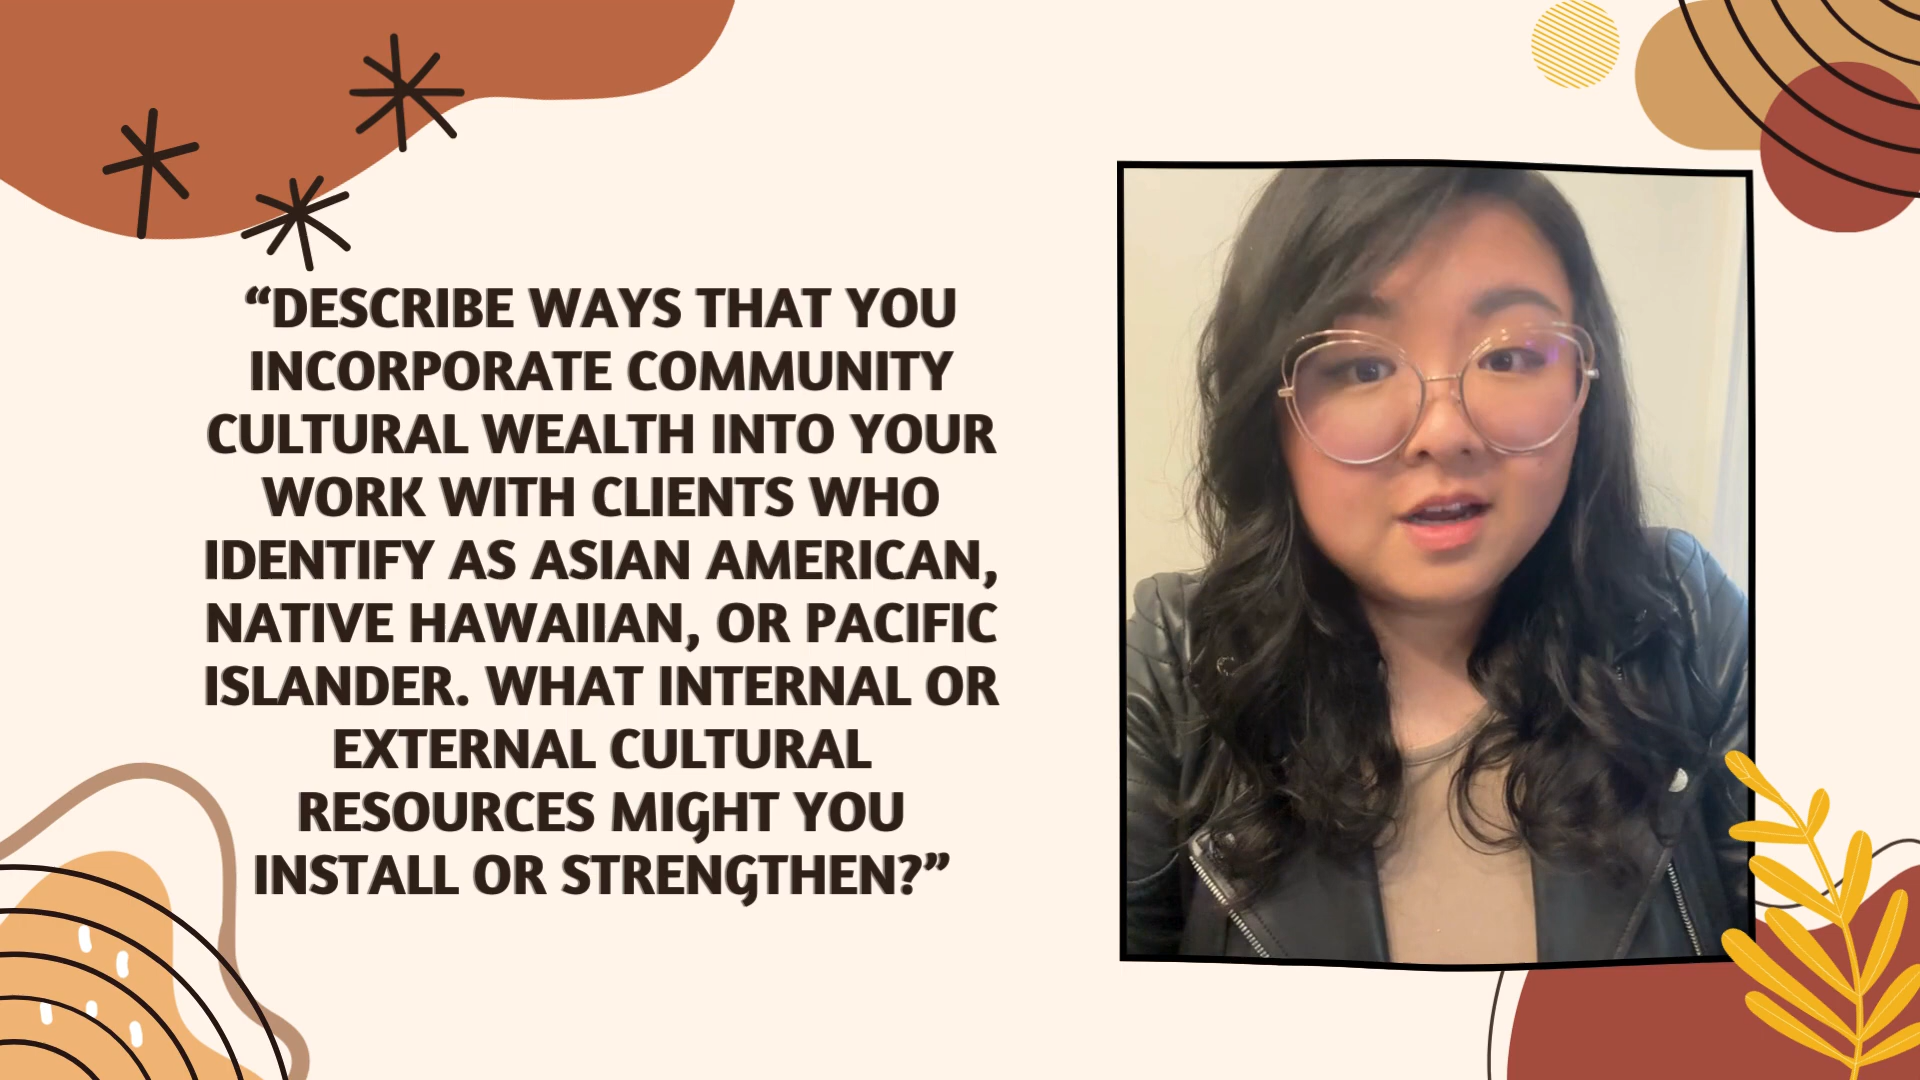 “DESCRIBE WAYS THAT YOU
INCORPORATE COMMUNITY
CULTURAL WEALTH INTO YOUR
WORK WITH CLIENTS WHO
IDENTIFY AS ASIAN AMERICAN,
NATIVE HAWAIIAN, OR PACIFIC
ISLANDER. WHAT INTERNAL OR
EXTERNAL CULTURAL
RESOURCES MIGHT YOU
INSTALL OR STRENGTHEN?”